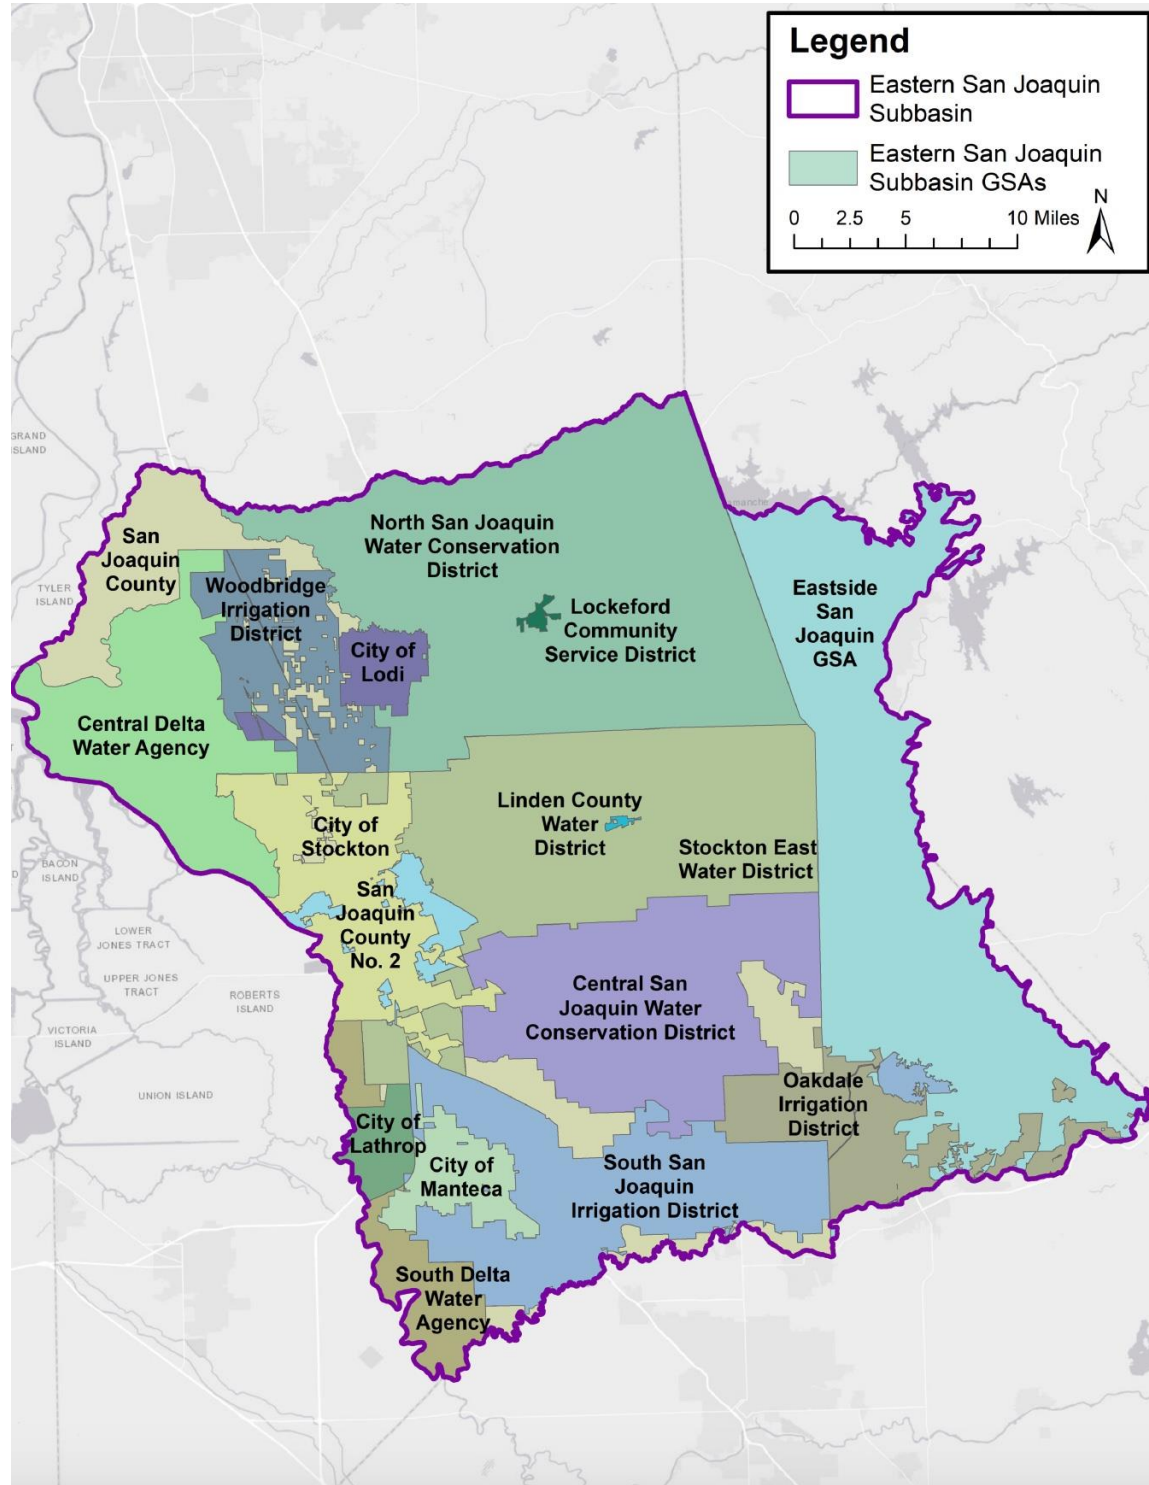 Legend
Eastern San Joaquin
Subbasin
Eastern San Joaquin
Subbasin GSAs
0 2.5 5 10 Miles
N
North San Joaquin
Water Conservation
District
San
Joaquin
County
Woodbridge
Irrigation
District
TYLER
ISLAND
Eastside
San
Joaquin
GSA
Lockeford
Community
Service District
City of
Lodi
Central Delta
Water Agency
Linden County
Water
District
City of
Stockton
Stockton East
Water District
BACON
ISLAND
San
Joaquin
County
No. 2
LOWER
JONES TRACT
UPPER JONES
TRACT
ROBERTS
ISLAND
VICTORIA
ISLAND
Central San
Joaquin Water
Conservation District
UNION ISLAND
Oakdale
Irrigation
District
City of
Lathrop
City of
Manteca
South San
Joaquin
Irrigation District
South Delta
Water
Agency